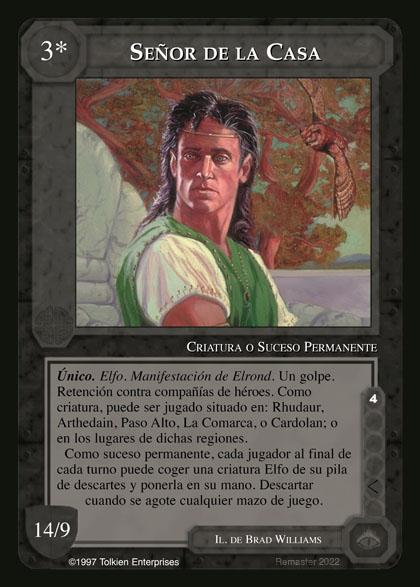 3*
SEÑOR DE LA CASA
CRIATURA O SUCESO PERMANENTE
Único. Elfo. Manifestación de Elrond. Un golpe.
Retención contra compañías de héroes. Como
criatura, puede ser jugado situado en: Rhudaur,
Arthedain, Paso Alto, La Comarca, o Cardolan; o
en los lugares de dichas regiones.
Como suceso permanente, cada jugador al final de
cada turno puede coger una criatura Elfo de su pila
de descartes y ponerla en su mano. Descartar
cuando se agote cualquier mazo de juego.
4
14/9
IL. DE BRAD WILLIAMS
©1997 Tolkien Enterprises
Remaster 2022